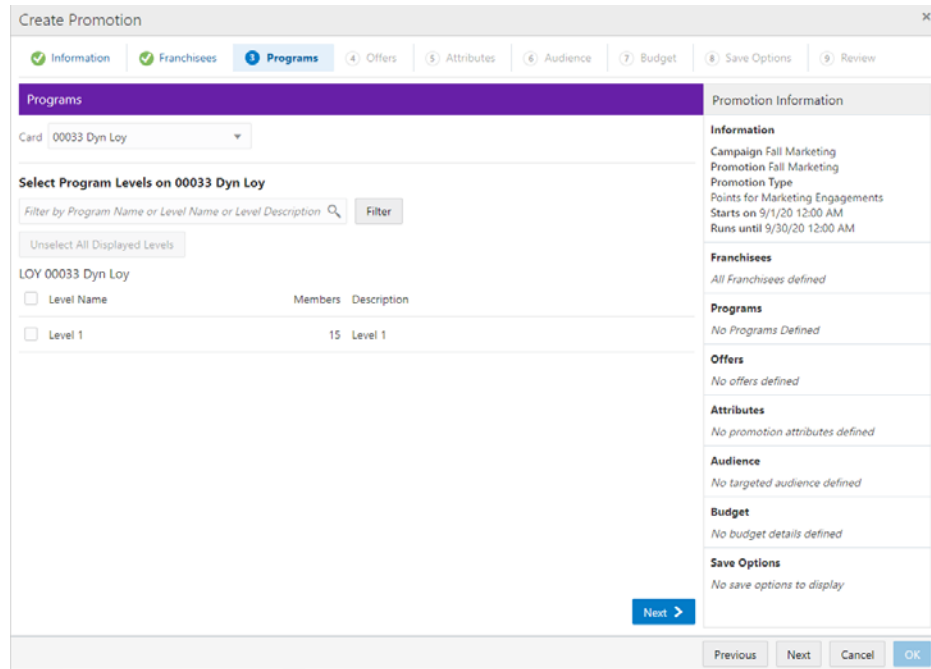 Create Promotion
Information Franchisees 3 Programs 4 Offers 5 Attributes 6 Audience 7 Budget 8 Save Options 9 Review
Programs
Card 00033 Dyn Loy
Select Program Levels on 00033 Dyn Loy
Filter by Program Name or Level Name or Level Description Filter
Unselect All Displayed Levels
LOY 00033 Dyn Loy
Level Name Members Description
Level 1 15 Level 1
Next
Promotion Information
Information
Campaign Fall Marketing
Promotion Fall Marketing
Promotion Type
Points for Marketing Engagements
Starts on 9/1/20 12:00 AM
Runs until 9/30/20 12:00 AM
Franchisees
All Franchisees defined
Programs
No Programs Defined
Offers
No offers defined
Attributes
No promotion attributes defined
Audience
No targeted audience defined
Budget
No budget details defined
Save Options
No save options to display
Previous Next Cancel OK